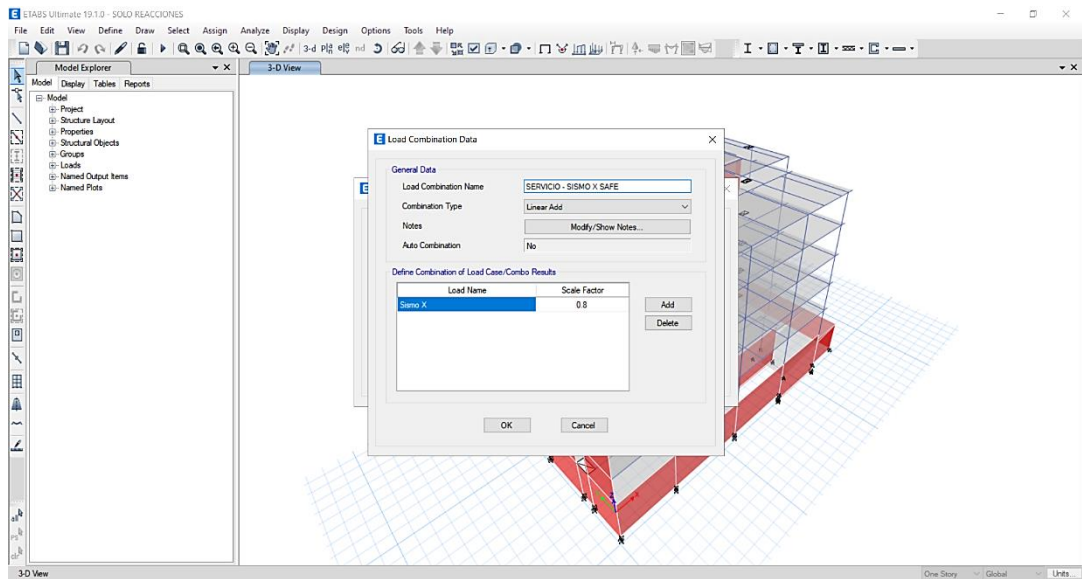 ETABS Ultimate 19.1.0 - SOLO REACCIONES
File Edit View Define Draw Select Assign Analyze Display Design Options Tools Help
3-d
nd
Model Explorer
3-D View
Model Display Tables Reports
Model
Project
Structure Layout
Properties
Structural Objects
Groups
Loads
Named Output Items
Named Plots
Load Combination Data
General Data
Load Combination Name SERVICIO - SISMO X SAFE
Combination Type Linear Add
Notes Modify/Show Notes...
Auto Combination No
Define Combination of Load Case/Combo Results
Load Name Scale Factor
Sismo X 0.8
Add
Delete
OK Cancel
3-D View One Story Global Units...